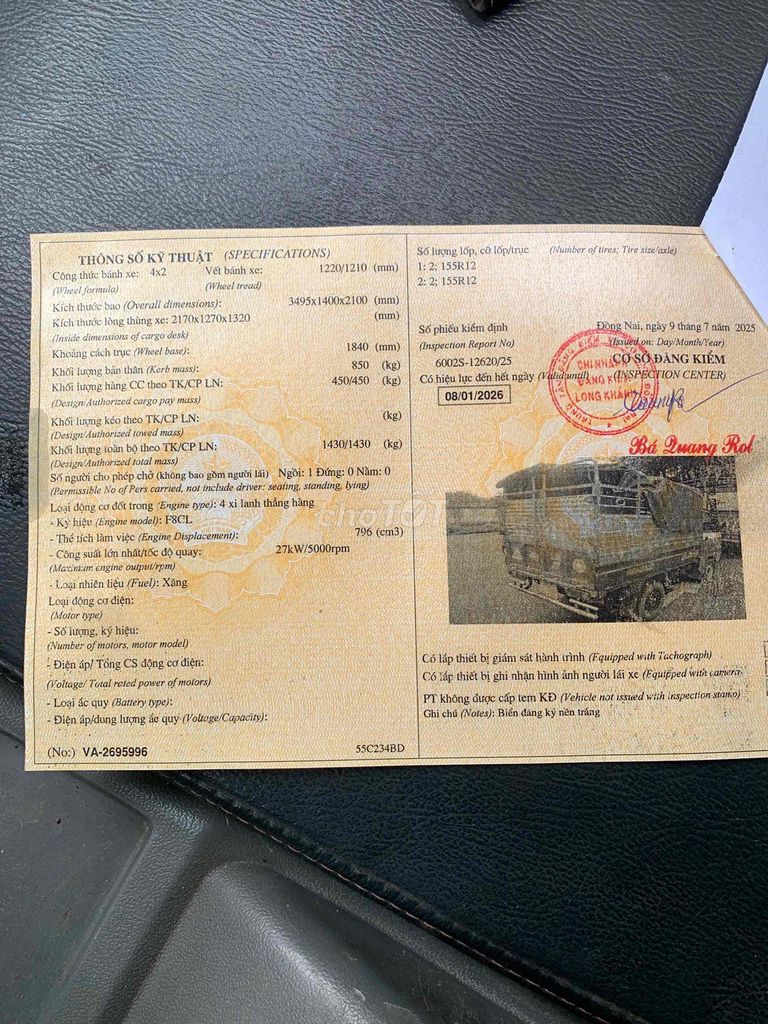 THÔNG SỐ KỸ THUẬT (SPECIFICATIONS)
Công thức bánh xe: 4x2 Vết bánh xe: 1220/1210 (mm)
(Wheel formula) (Wheel tread)
Kích thước bao (Overall dimensions): 3495x1400x2100 (mm)
Kích thước lòng thùng xe: 2170x1270x1320 (mm)
(Inside dimensions of cargo desk)
Khoảng cách trục (Wheel base): 1840 (mm)
Khối lượng bản thân (Kerb mass): 850 (kg)
Khối lượng hàng CC theo TK/CP LN: 450/450 (kg)
(Design/Authorized cargo pay mass)
Khối lượng kéo theo TK/CP LN: (kg)
(Design/Authorized towed mass)
Khối lượng toàn bộ theo TK/CP LN: 1430/1430 (kg)
(Design/Authorized total mass)
Số người cho phép chở (không bao gồm người lái) Ngồi: 1 Đứng: 0 Nằm: 0
(Permissible No of Pers carried, not include driver: seating, standing, lying)
Loại động cơ đốt trong (Engine type): 4 xi lanh thẳng hàng
- Ký hiệu (Engine model): F8CL
- Thể tích làm việc (Engine Displacement): 796 (cm3)
- Công suất lớn nhất/tốc độ quay: 27kW/5000rpm
(Maximum engine output/rpm)
- Loại nhiên liệu (Fuel): Xăng
Loại động cơ điện:
(Motor type)
- Số lượng, ký hiệu:
(Number of motors, motor model)
- Điện áp/ Tổng CS động cơ điện:
(Voltage/ Total rated power of motors)
- Loại ắc quy (Battery type):
- Điện áp/dung lượng ắc quy (Voltage/Capacity):
(No:) VA-2695996 55C234BD
Số lượng lốp, cỡ lốp/trục (Number of tires; Tire size/axle)
1: 2; 155R12
2: 2; 155R12
Số phiếu kiểm định Đồng Nai, ngày 9 tháng 7 năm 2025
(Inspection Report No) (Issued on: Day/Month/Year)
6002S-12620/25 CƠ SỞ ĐĂNG KIỂM
Có hiệu lực đến hết ngày (Valid until) (INSPECTION CENTER)
08/01/2026
CHI NHÁNH
ĐĂNG KIỂM
LONG KHÁNH
Bá Quang Rol
chợTỐT
Có lắp thiết bị giám sát hành trình (Equipped with Tachograph)
Có lắp thiết bị ghi nhận hình ảnh người lái xe (Equipped with camera)
PT không được cấp tem KĐ (Vehicle not issued with inspection stamp)
Ghi chú (Notes): Biển đăng ký nền trắng